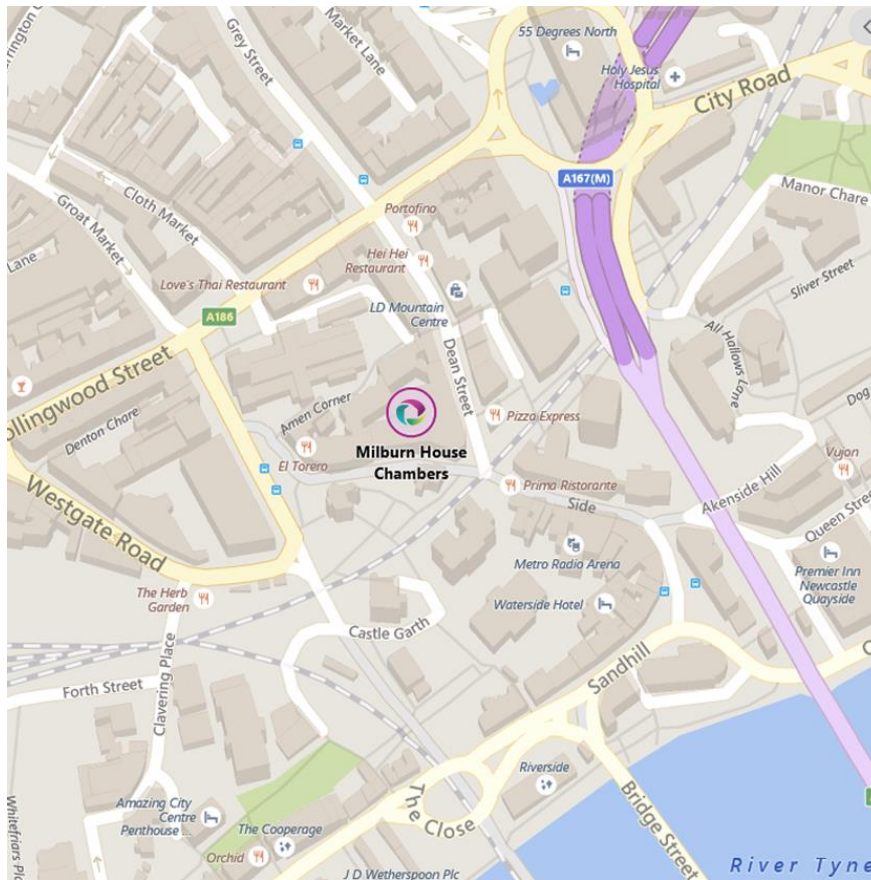 rrington C
Grey Street
Market Lane
55 Degrees North
Holy Jesus
Hospital
City Road
A167(M)
Manor Chare
Groat Market
Cloth Market
Portofino
Lane
Hei Hei
Restaurant
Love's Thai Restaurant
Sliver Street
LD Mountain
Centre
A186
All Hallows Lane
ollingwood Street
Dean Street
Denton Chare
Amen Corner
Pizza Express
Dog
Milburn House
Chambers
El Torero
Vujon
Prima Ristorante
Side
Akenside Hill
Westgate Road
Queen Stre
Metro Radio Arena
Premier Inn
Newcastle
Quayside
The Herb
Garden
Waterside Hotel
Castle Garth
Clavering Place
Sandhill
Forth Street
Riverside
The Close
Bridge Street
Whitefriars Pl
Amazing City
Centre
Penthouse ...
The Cooperage
Orchid
J D Wetherspoon Plc
River Tyne